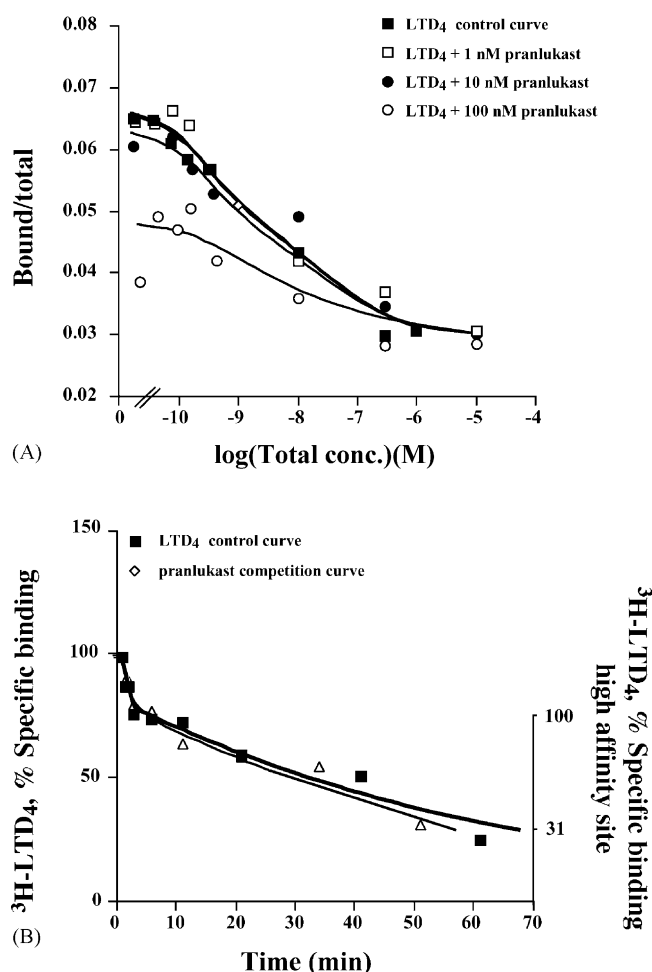 LTD4 control curve
LTD4 + 1 nM pranlukast
LTD4 + 10 nM pranlukast
LTD4 + 100 nM pranlukast
Bound/total
0.08
0.07
0.06
0.05
0.04
0.03
0.02
0 -10 -9 -8 -7 -6 -5 -4
log(Total conc.)(M)
(A)
LTD4 control curve
pranlukast competition curve
3H-LTD4, % Specific binding
150
100
50
0
100
31
3H-LTD4, % Specific binding
high affinity site
0 10 20 30 40 50 60 70
Time (min)
(B)